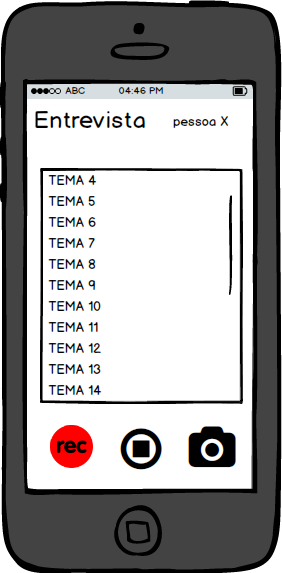 ABC 04:46 PM
Entrevista pessoa X
TEMA 4
TEMA 5
TEMA 6
TEMA 7
TEMA 8
TEMA 9
TEMA 10
TEMA 11
TEMA 12
TEMA 13
TEMA 14
rec